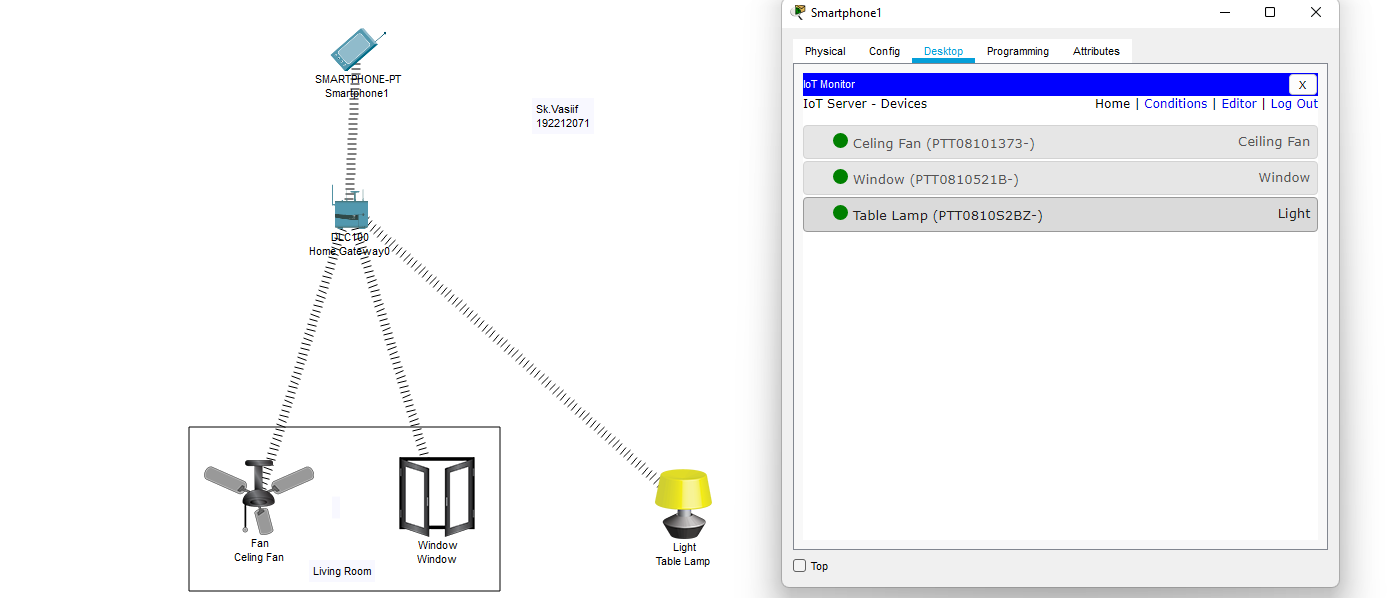 SMARTPHONE-PT
Smartphone1
Sk.Vasiif
192212071
DLC100
Home Gateway0
Fan
Celing Fan
Window
Window
Living Room
Light
Table Lamp
Smartphone1
Physical Config Desktop Programming Attributes
IoT Monitor X
IoT Server - Devices Home | Conditions | Editor | Log Out
Celing Fan (PTT08101373-) Ceiling Fan
Window (PTT0810521B-) Window
Table Lamp (PTT0810S2BZ-) Light
Top